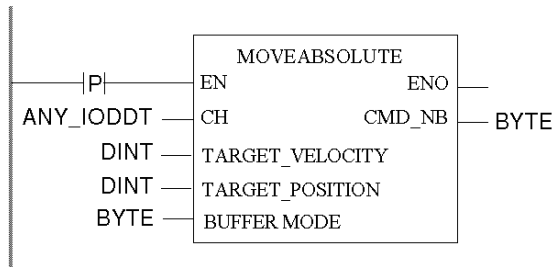 MOVEABSOLUTE
P EN ENO
ANY_IODDT CH CMD_NB BYTE
DINT TARGET_VELOCITY
DINT TARGET_POSITION
BYTE BUFFER MODE